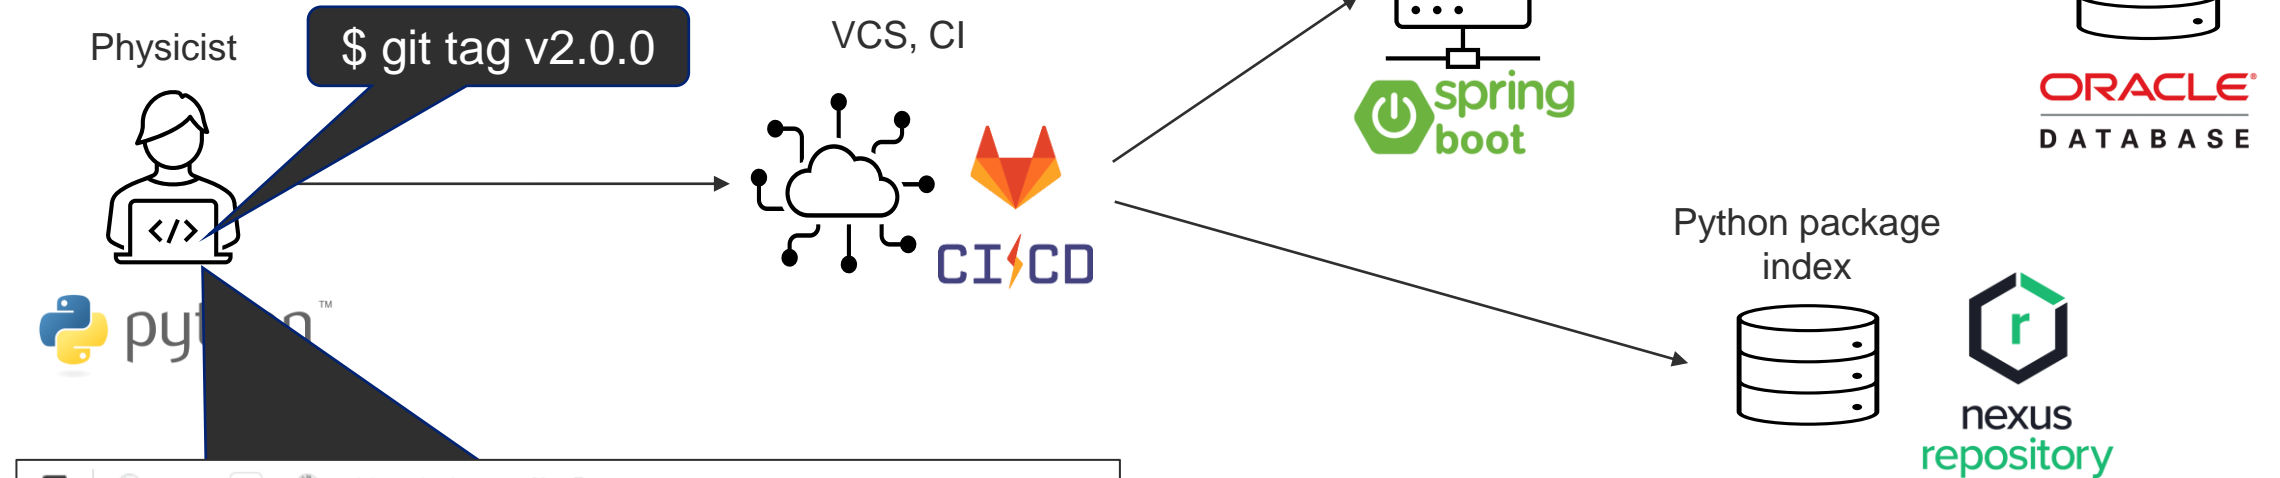 Physicist
$ git tag v2.0.0
VCS, CI
spring
boot
ORACLE®
DATABASE
</>
CI CD
Python package
index
r
nexus
repository